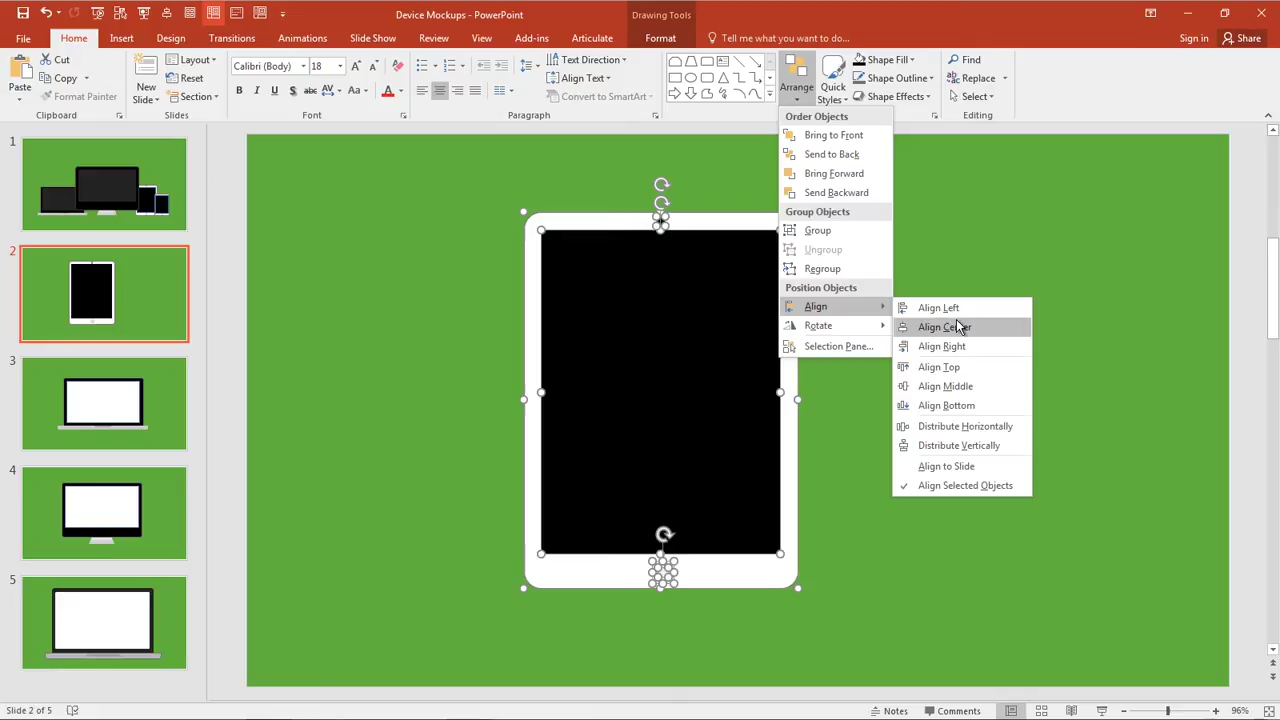 Device Mockups - PowerPoint
Drawing Tools
File
Home
Insert
Design
Transitions
Animations
Slide Show
Review
View
Add-ins
Articulate
Format
Tell me what you want to do...
Sign in
Share
Paste
Cut
Copy
Format Painter
Clipboard
New
Slide
Layout
Reset
Section
Slides
Calibri (Body)
18
B I U S abc AV Aa A
Font
Text Direction
Align Text
Convert to SmartArt
Paragraph
Arrange
Quick
Styles
Shape Fill
Shape Outline
Shape Effects
Find
Replace
Select
Editing
Order Objects
Bring to Front
Send to Back
Bring Forward
Send Backward
Group Objects
Group
Ungroup
Regroup
Position Objects
Align
Rotate
Selection Pane...
Align Left
Align Center
Align Right
Align Top
Align Middle
Align Bottom
Distribute Horizontally
Distribute Vertically
Align to Slide
Align Selected Objects
1
2
3
4
5
Slide 2 of 5
Notes
Comments
96%